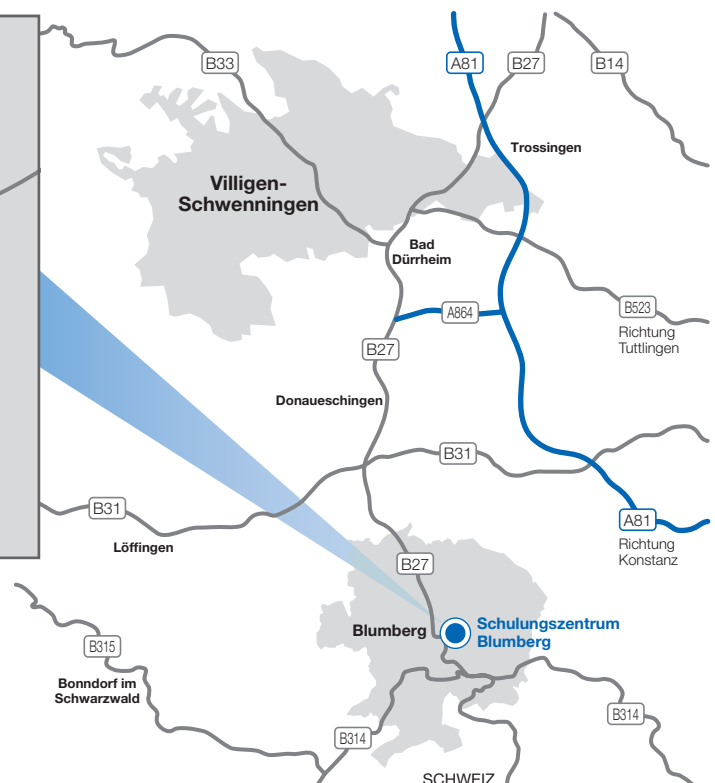 B33
A81
B27
B14
Trossingen
Villigen-
Schwenningen
Bad
Dürrheim
A864
B523
Richtung
Tuttlingen
B27
Donaueschingen
B31
B31
A81
Richtung
Konstanz
Löffingen
B27
Blumberg
Schulungszentrum
Blumberg
B315
Bonndorf im
Schwarzwald
B314
B314
SCHWEIZ